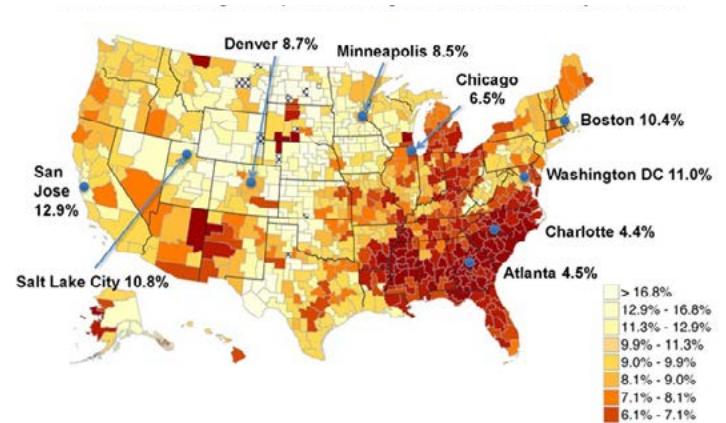 Denver 8.7%
Minneapolis 8.5%
Chicago
6.5%
Boston 10.4%
San
Jose
12.9%
Washington DC 11.0%
Charlotte 4.4%
Salt Lake City 10.8%
Atlanta 4.5%
> 16.8%
12.9% - 16.8%
11.3% - 12.9%
9.9% - 11.3%
9.0% - 9.9%
8.1% - 9.0%
7.1% - 8.1%
6.1% - 7.1%